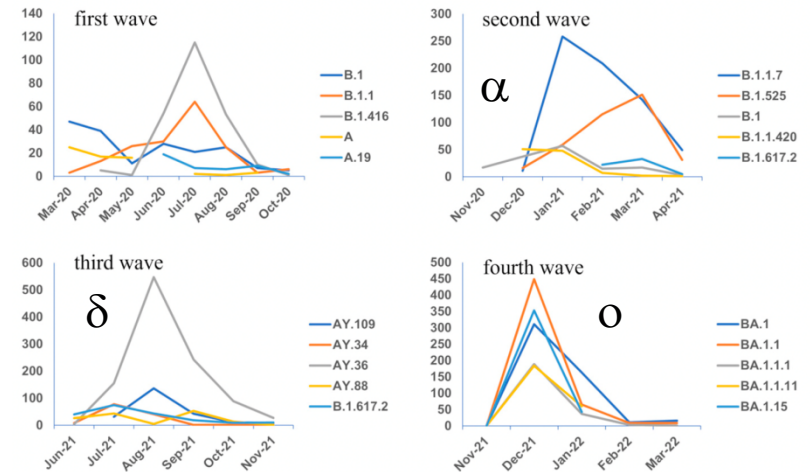 first wave
140
120
100
80
60
40
20
0
Mar-20
Apr-20
May-20
Jun-20
Jul-20
Aug-20
Sep-20
Oct-20
B.1
B.1.1
B.1.416
A
A.19
second wave
α
300
250
200
150
100
50
0
Nov-20
Dec-20
Jan-21
Feb-21
Mar-21
Apr-21
B.1.1.7
B.1.525
B.1
B.1.1.420
B.1.617.2
third wave
δ
600
500
400
300
200
100
0
Jun-21
Jul-21
Aug-21
Sep-21
Oct-21
Nov-21
AY.109
AY.34
AY.36
AY.88
B.1.617.2
fourth wave
ο
500
450
400
350
300
250
200
150
100
50
0
Nov-21
Dec-21
Jan-22
Feb-22
Mar-22
BA.1
BA.1.1
BA.1.1.1
BA.1.1.11
BA.1.15